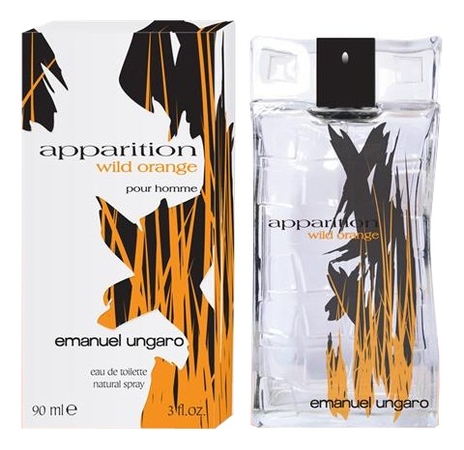 apparition
wild orange
pour homme
emanuel ungaro
eau de toilette
natural spray
90 ml e 3 fl.oz.
apparition
wild orange
emanuel ungaro